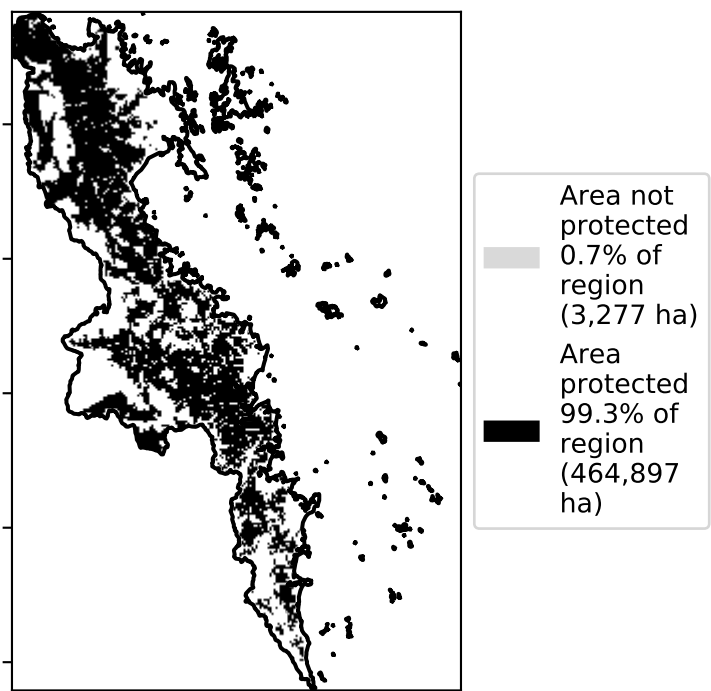 Area not
protected
0.7% of
region
(3,277 ha)
Area
protected
99.3% of
region
(464,897
ha)